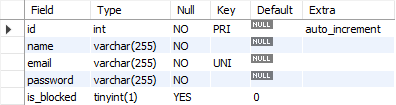 Field Type Null Key Default Extra
id int NO PRI NULL auto_increment
name varchar(255) NO NULL
email varchar(255) NO UNI NULL
password varchar(255) NO NULL
is_blocked tinyint(1) YES 0